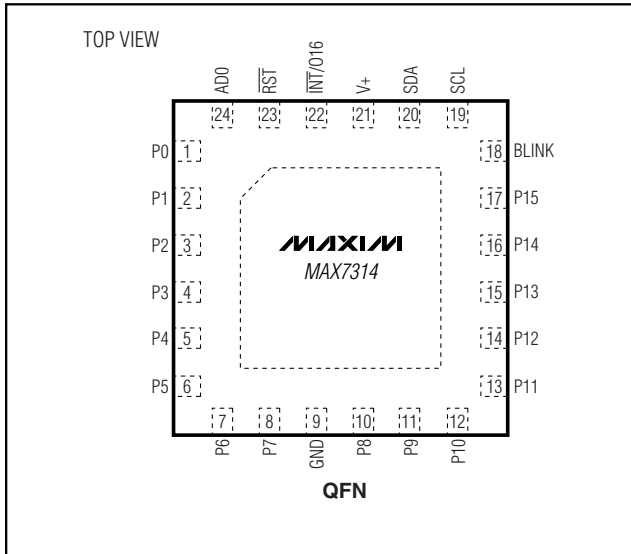 TOP VIEW
AD0 RST INT/O16 V+ SDA SCL
24 23 22 21 20 19
P0 1 18 BLINK
P1 2 17 P15
P2 3 16 P14
MAXIM
MAX7314
P3 4 15 P13
P4 5 14 P12
P5 6 13 P11
7 8 9 10 11 12
P6 P7 GND P8 P9 P10
QFN